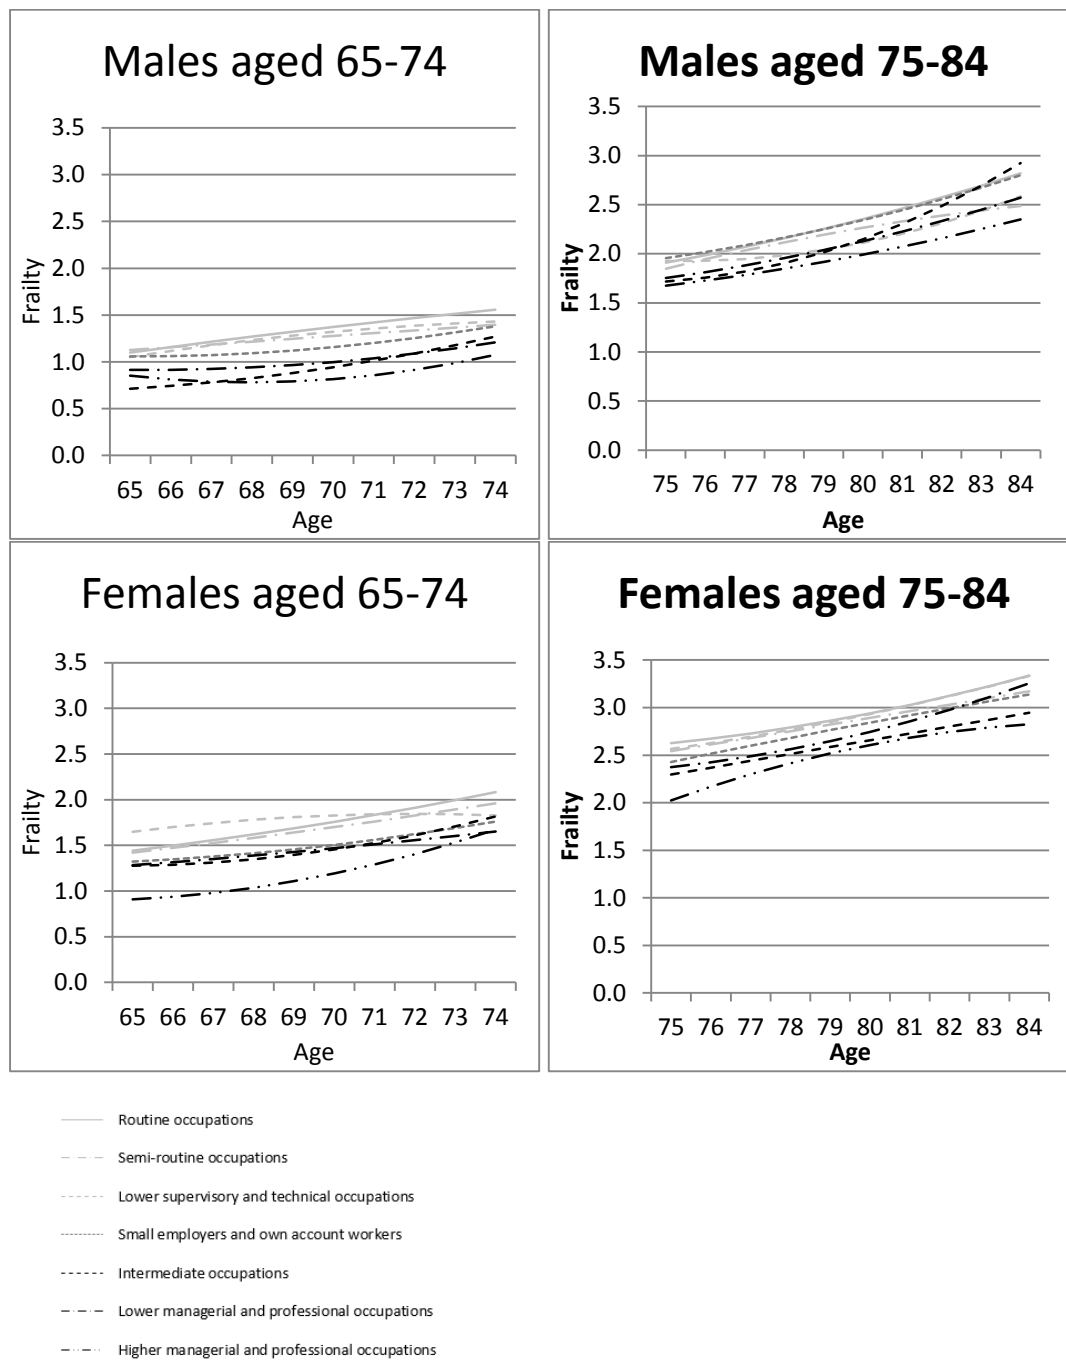 Males aged 65-74
3.5
3.0
2.5
2.0
1.5
1.0
0.5
0.0
Frailty
65 66 67 68 69 70 71 72 73 74
Age
Males aged 75-84
3.5
3.0
2.5
2.0
1.5
1.0
0.5
0.0
Frailty
75 76 77 78 79 80 81 82 83 84
Age
Females aged 65-74
3.5
3.0
2.5
2.0
1.5
1.0
0.5
0.0
Frailty
65 66 67 68 69 70 71 72 73 74
Age
Females aged 75-84
3.5
3.0
2.5
2.0
1.5
1.0
0.5
0.0
Frailty
75 76 77 78 79 80 81 82 83 84
Age
Routine occupations
Semi-routine occupations
Lower supervisory and technical occupations
Small employers and own account workers
Intermediate occupations
Lower managerial and professional occupations
Higher managerial and professional occupations